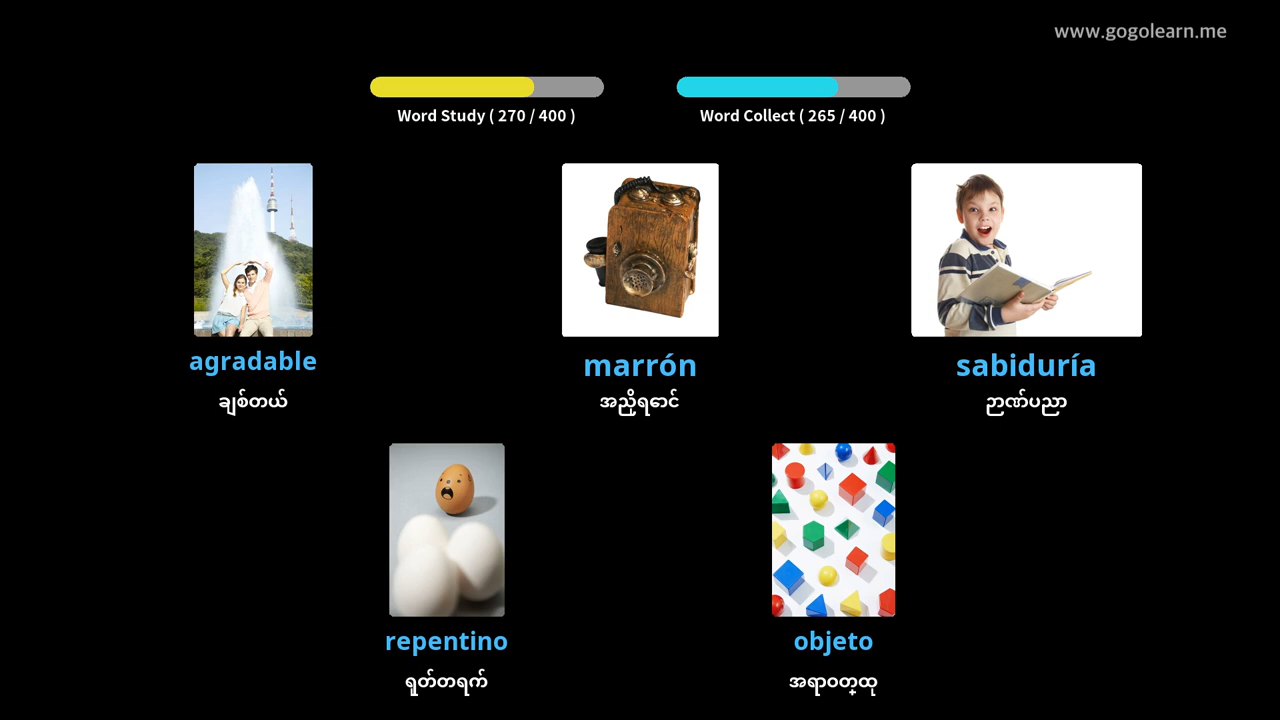 www.gogolearn.me
Word Study ( 270 / 400 )
Word Collect ( 265 / 400 )
agradable
ချစ်တယ်
marrón
အညိုရောင်
sabiduría
ဉာဏ်ပညာ
repentino
ရုတ်တရက်
objeto
အရာဝတ္ထု